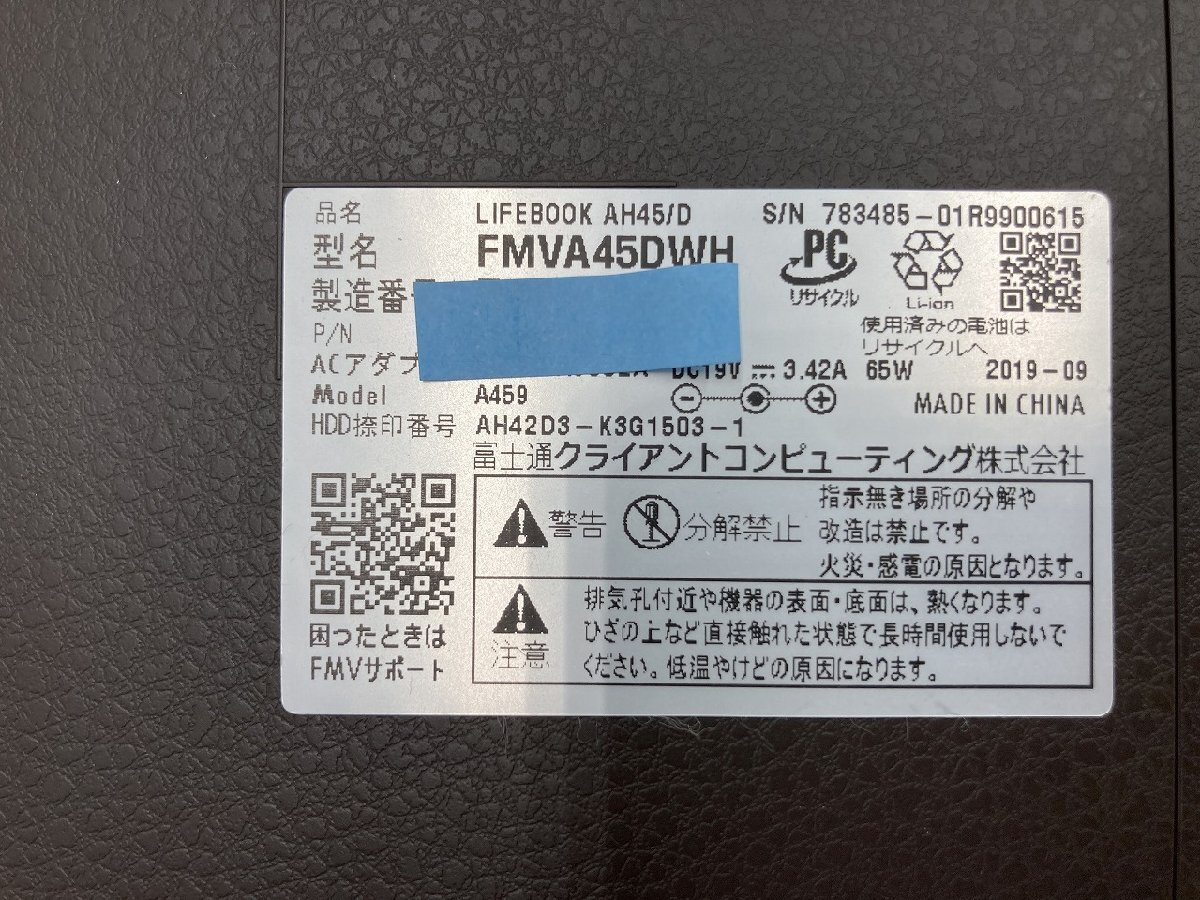 品名 LIFEBOOK AH45/D S/N 783485-01R9900615
型名 FMVA45DWH
PC
リサイクル
Li-ion
製造番
P/N
使用済みの電池は
リサイクルへ
ACアダプ DC19V 3.42A 65W 2019-09
Model A459
MADE IN CHINA
HDD捺印番号 AH42D3-K3G1503-1
富士通クライアントコンピューティング株式会社
警告 分解禁止
指示無き場所の分解や
改造は禁止です。
火災・感電の原因となります。
注意
排気孔付近や機器の表面・底面は、熱くなります。
ひざの上など直接触れた状態で長時間使用しないで
ください。低温やけどの原因になります。
困ったときは
FMVサポート